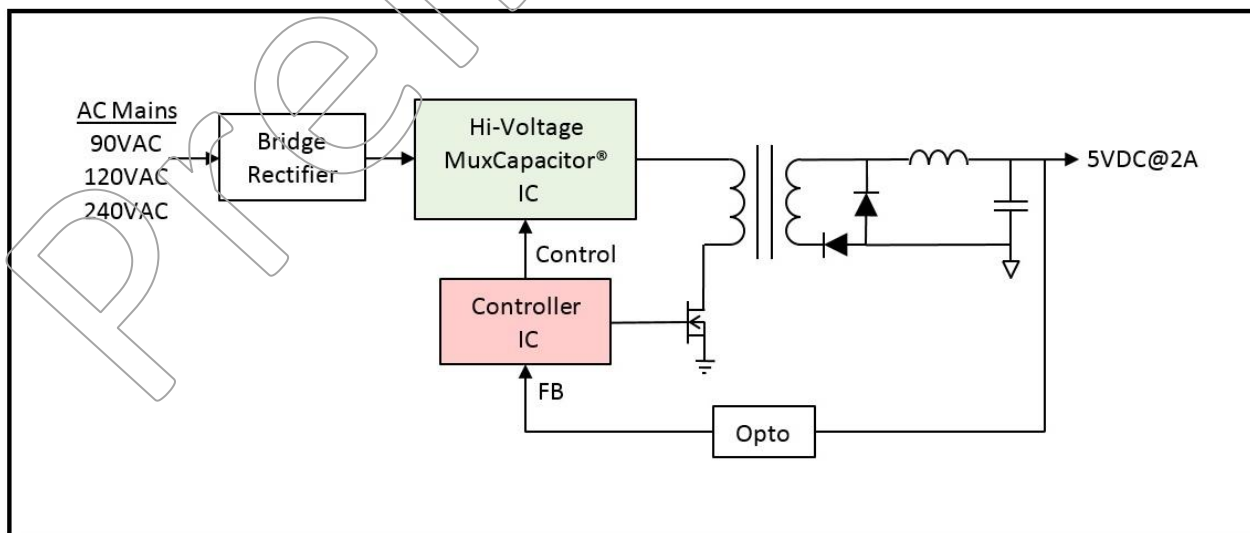 AC Mains
90VAC
120VAC
240VAC
Bridge
Rectifier
Hi-Voltage
MuxCapacitor®
IC
Control
Controller
IC
FB
Opto
5VDC@2A